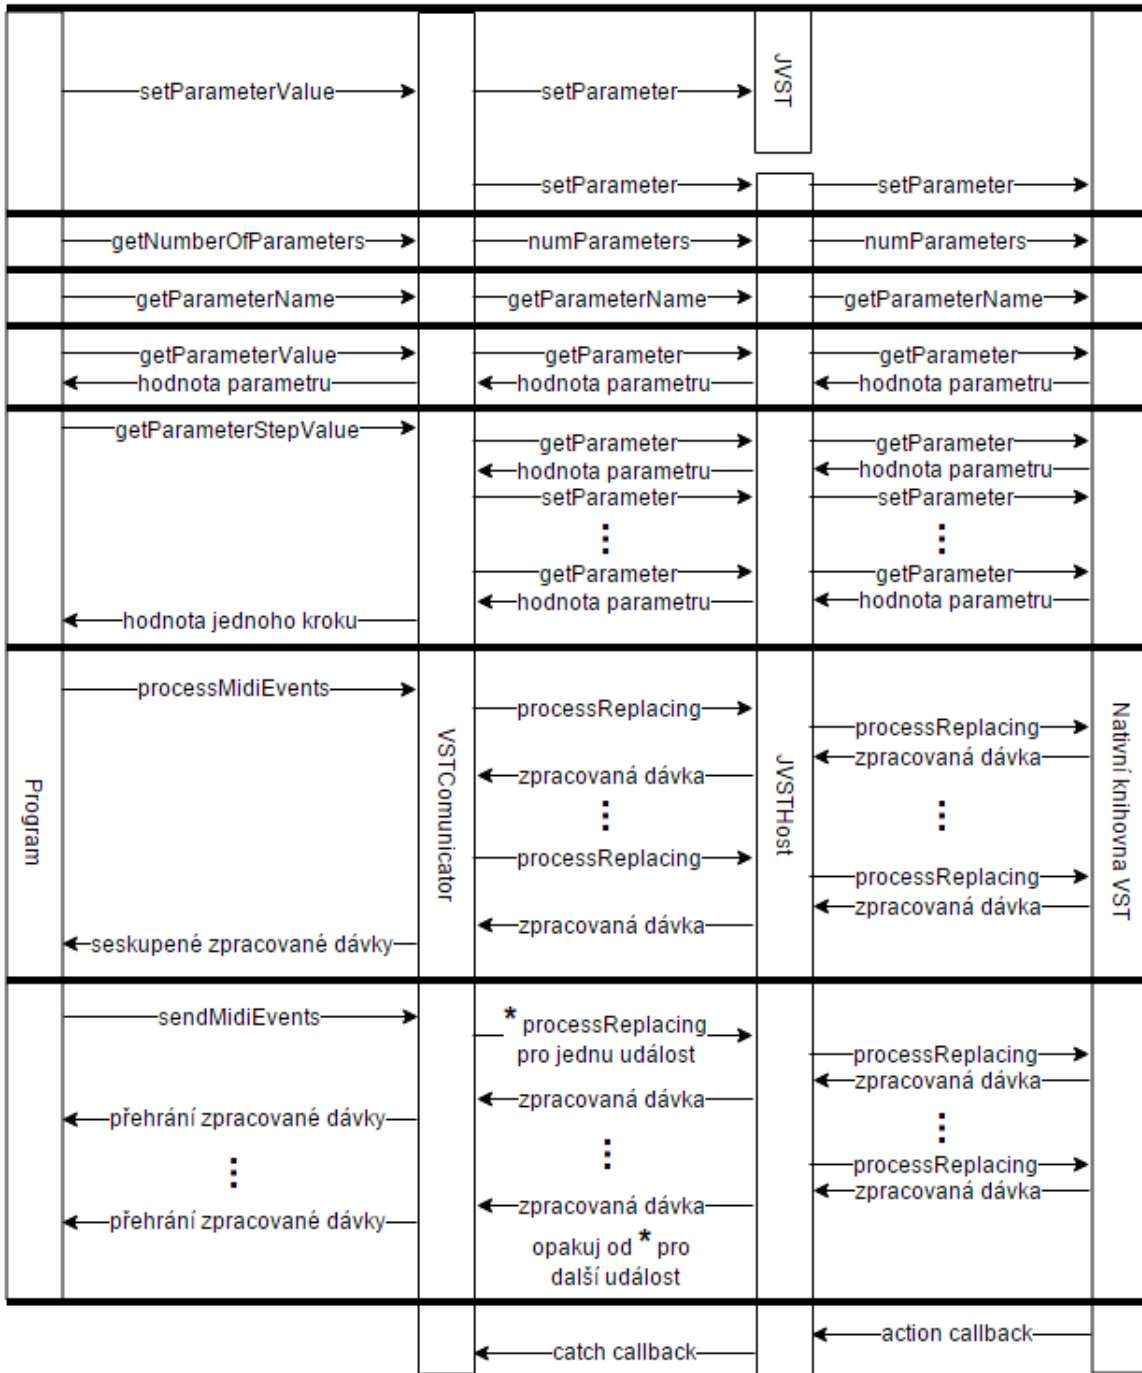 JVST
setParameterValue
setParameter
setParameter
setParameter
getNumberOfParameters
numParameters
numParameters
getParameterName
getParameterName
getParameterName
getParameterValue
getParameter
getParameter
hodnota parametru
hodnota parametru
hodnota parametru
getParameterStepValue
getParameter
getParameter
hodnota parametru
hodnota parametru
setParameter
setParameter
getParameter
getParameter
hodnota parametru
hodnota parametru
hodnota jednoho kroku
Program
VSTComunicator
JVSTHost
Nativní knihovna VST
processMidiEvents
processReplacing
processReplacing
zpracovaná dávka
zpracovaná dávka
processReplacing
processReplacing
zpracovaná dávka
zpracovaná dávka
seskupené zpracované dávky
sendMidiEvents
* processReplacing
pro jednu událost
processReplacing
zpracovaná dávka
zpracovaná dávka
přehrání zpracované dávky
processReplacing
zpracovaná dávka
zpracovaná dávka
přehrání zpracované dávky
opakuj od * pro
další událost
action callback
catch callback